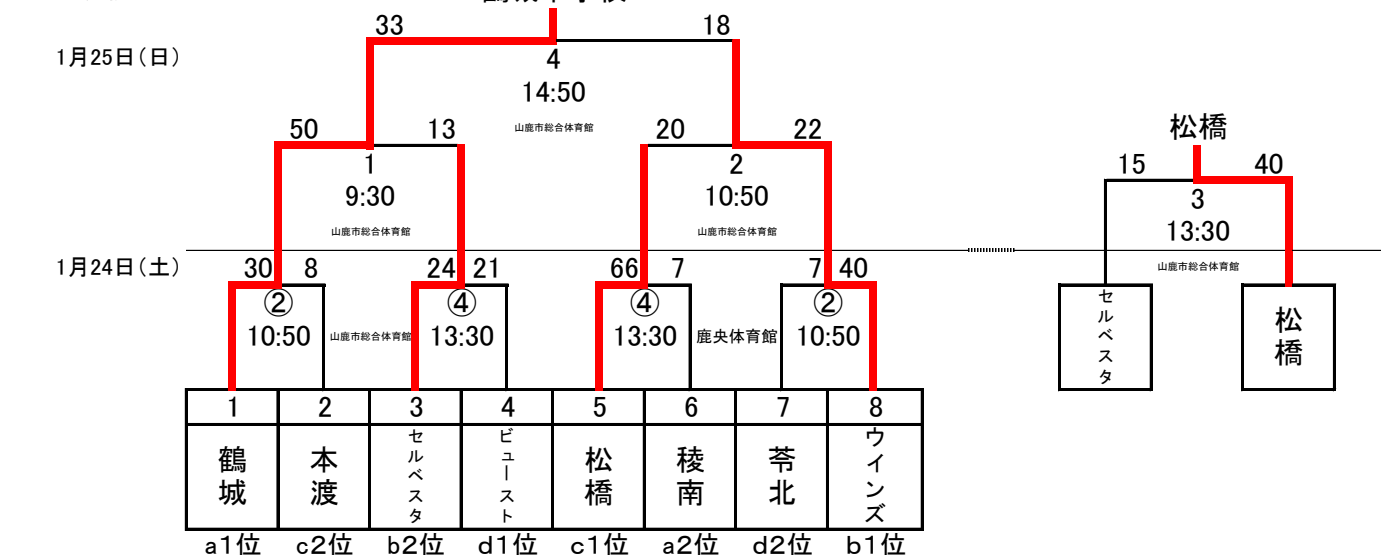 33
18
1月25日(日)
4
14:50
山鹿市総合体育館
50
13
20
22
松橋
1
2
15
40
9:30
10:50
3
山鹿市総合体育館
山鹿市総合体育館
13:30
1月24日(土)
山鹿市総合体育館
30
8
24
21
66
7
7
40
②
④
④
②
10:50
山鹿市総合体育館
13:30
13:30
鹿央体育館
10:50
セルベスタ
松橋
1
2
3
4
5
6
7
8
鶴城
本渡
セルベスタ
ビュースト
松橋
稜南
苓北
ウインズ
a1位
c2位
b2位
d1位
c1位
a2位
d2位
b1位